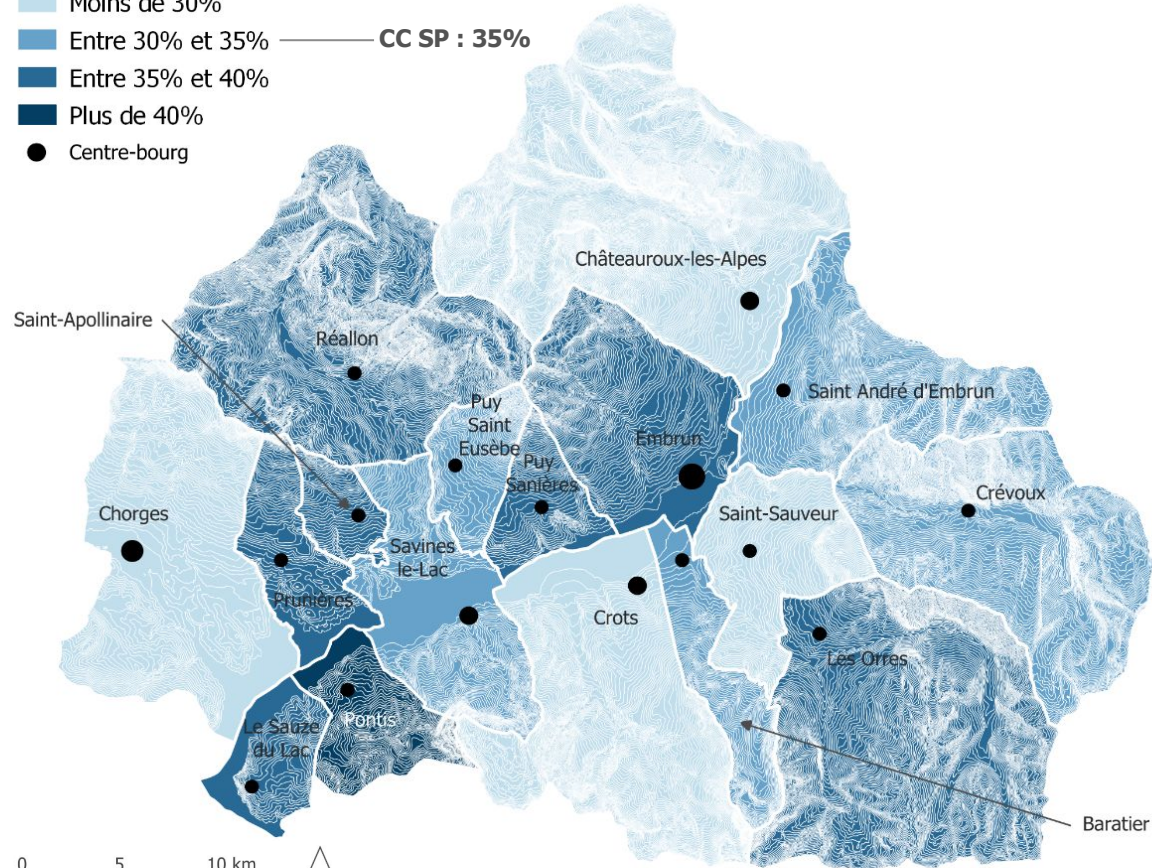 Moins de 30%
Entre 30% et 35%
CC SP : 35%
Entre 35% et 40%
Plus de 40%
Centre-bourg
Châteauroux-les-Alpes
Saint-Apollinaire
Réallon
Saint André d'Embrun
Puy
Saint
Eusèbe
Embrun
Puy
Sanières
Crévoux
Chorges
Saint-Sauveur
Savines
le-Lac
Prunières
Crots
Les Orres
Pontis
Le Sauze
du Lac
Baratier
0 5 10 km